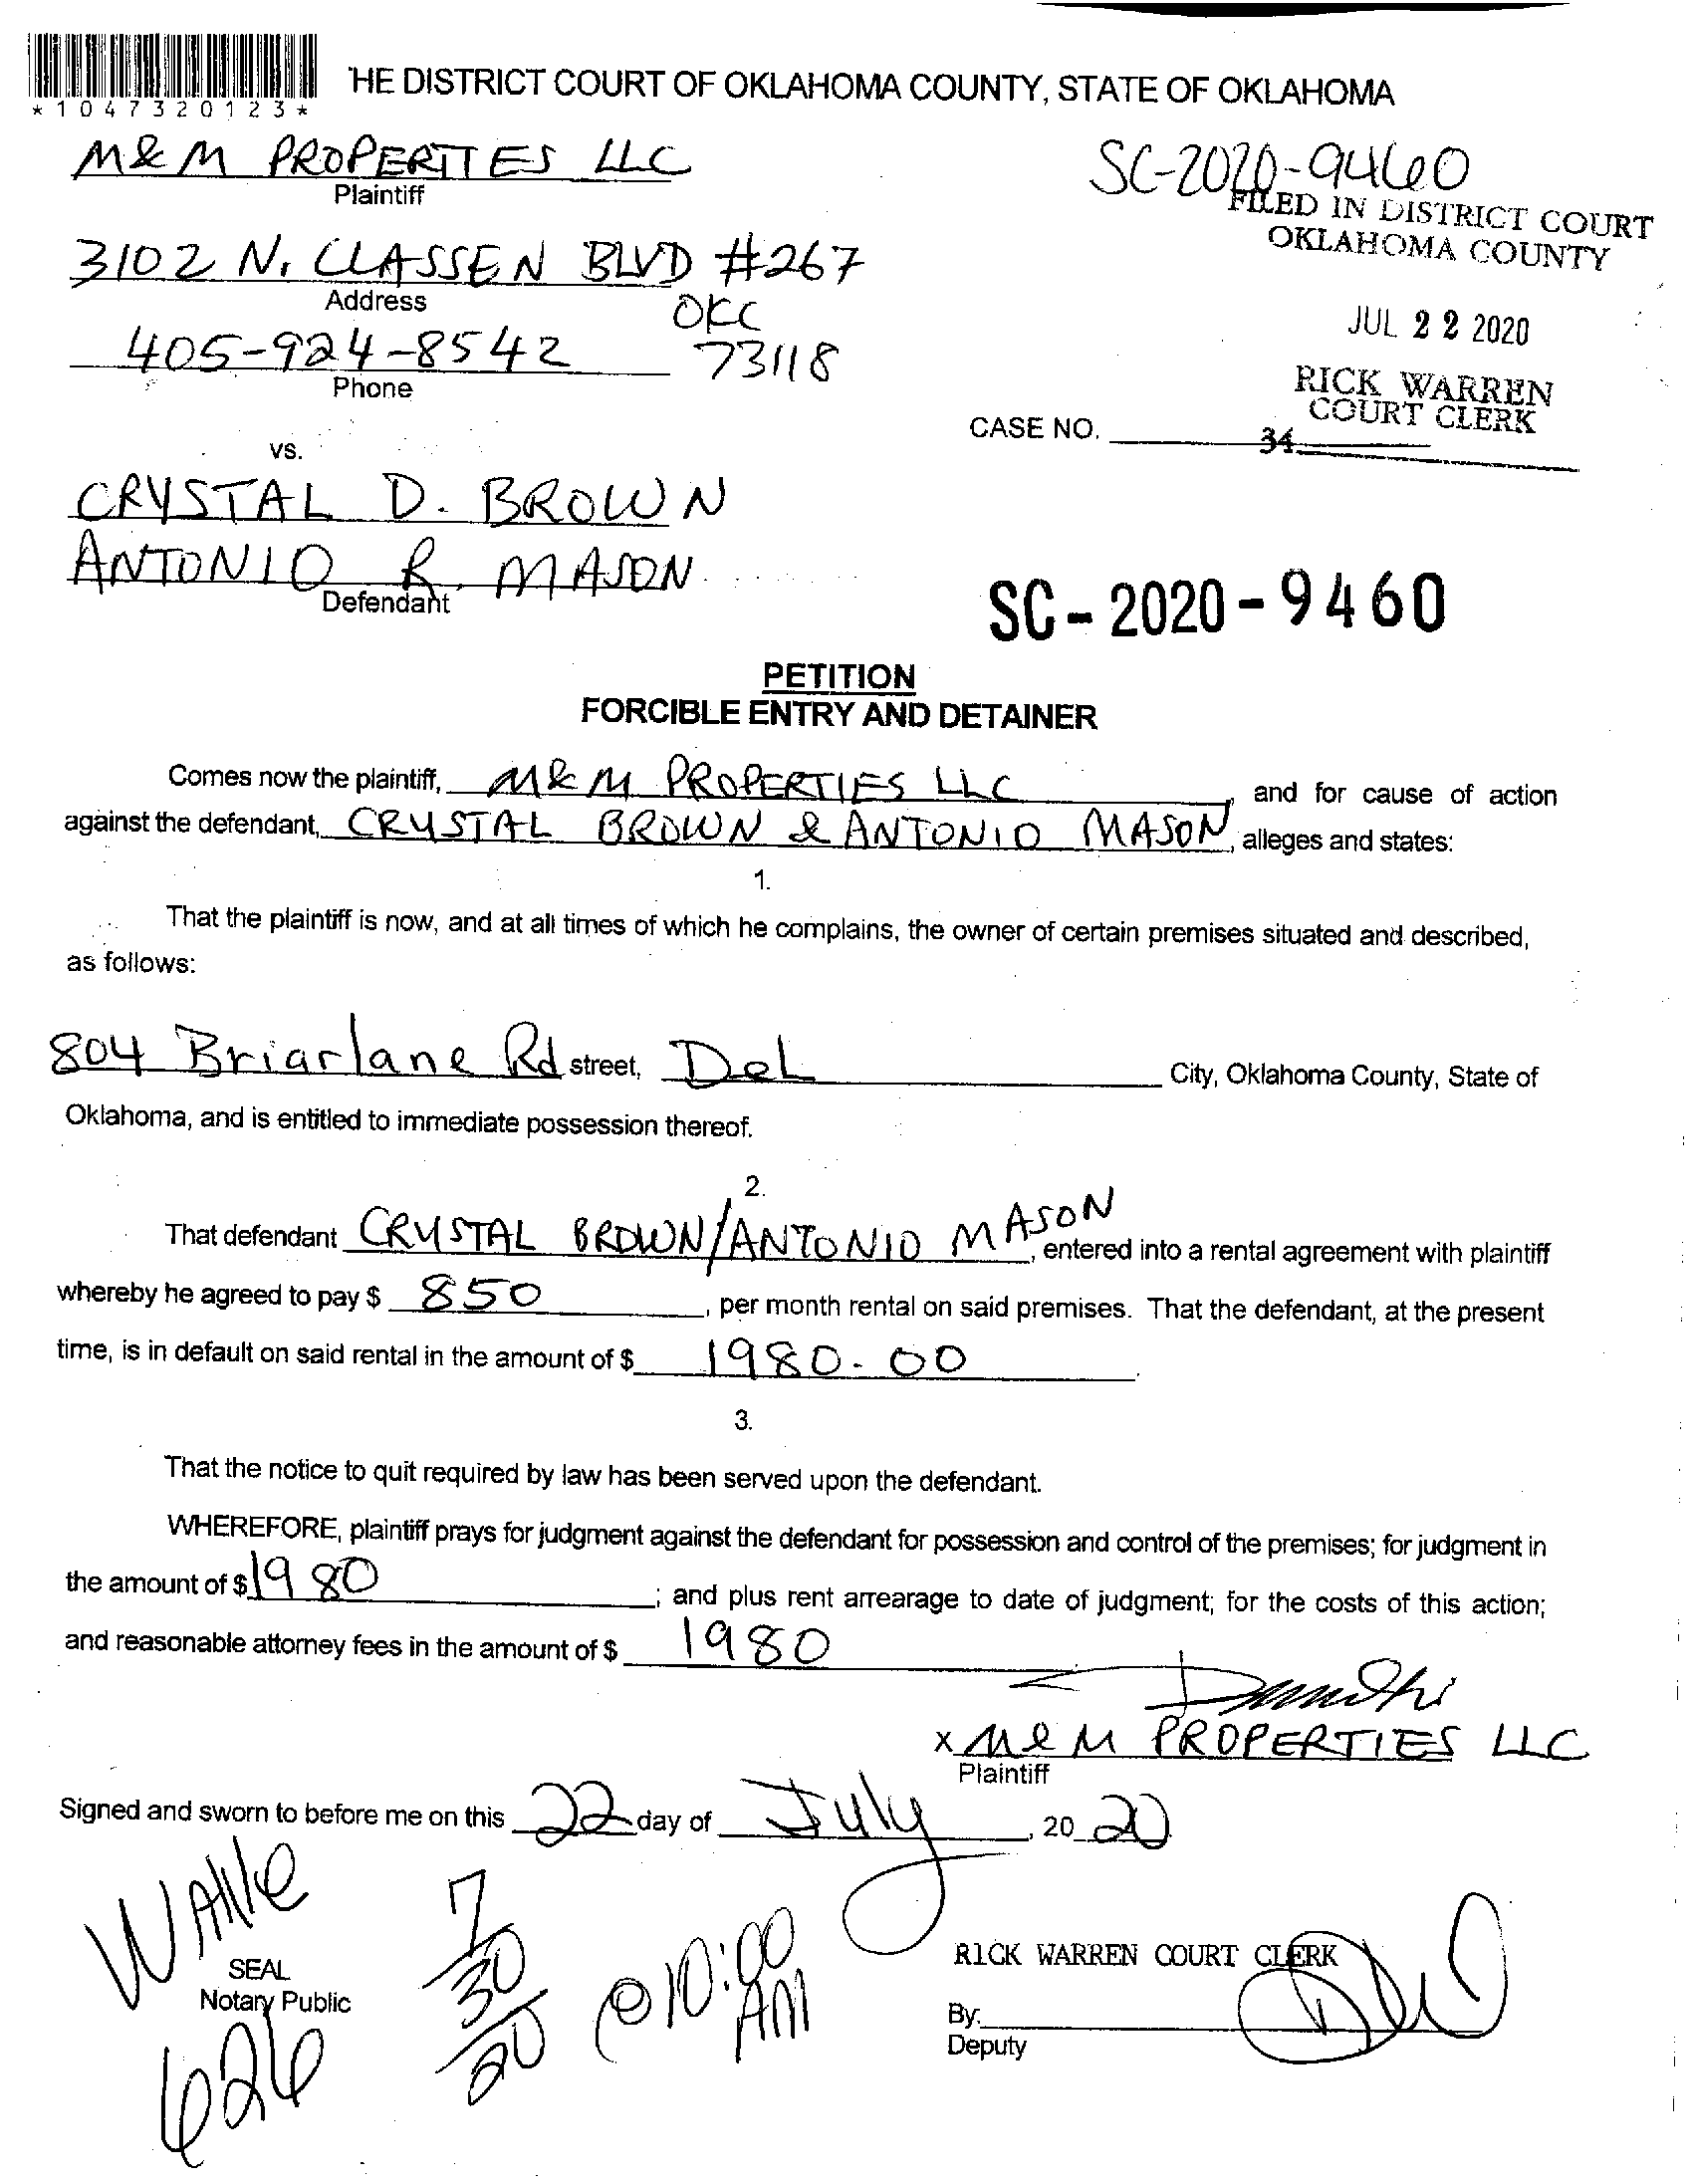 *1047320123*
HE DISTRICT COURT OF OKLAHOMA COUNTY, STATE OF OKLAHOMA
M&M PROPERTIES LLC
Plaintiff
SC-2020-9460
FILED IN DISTRICT COURT
OKLAHOMA COUNTY
3102 N. CLASSEN BLVD #267
Address
OKC
73118
405-924-8542
Phone
JUL 22 2020
RICK WARREN
COURT CLERK
CASE NO.
34
vs.
CRYSTAL D. BROWN
ANTONIO R. MASON
Defendant
SC-2020-9460
PETITION
FORCIBLE ENTRY AND DETAINER
Comes now the plaintiff, M&M PROPERTIES LLC, and for cause of action
against the defendant, CRYSTAL BROWN & ANTONIO MASON, alleges and states:
1.
That the plaintiff is now, and at all times of which he complains, the owner of certain premises situated and described,
as follows:
804 Briarlane Rd street, Del City, Oklahoma County, State of
Oklahoma, and is entitled to immediate possession thereof.
2.
That defendant CRYSTAL BROWN/ANTONIO MASON, entered into a rental agreement with plaintiff
whereby he agreed to pay $ 850, per month rental on said premises. That the defendant, at the present
time, is in default on said rental in the amount of $ 1980.00.
3.
That the notice to quit required by law has been served upon the defendant.
WHEREFORE, plaintiff prays for judgment against the defendant for possession and control of the premises; for judgment in
the amount of $ 1980; and plus rent arrearage to date of judgment; for the costs of this action;
and reasonable attorney fees in the amount of $ 1980
x M&M PROPERTIES LLC
Plaintiff
Signed and sworn to before me on this 22 day of July, 20 20
SEAL
Notary Public
626
7/30/20
@10:00
AM
RICK WARREN COURT CLERK
By:
Deputy